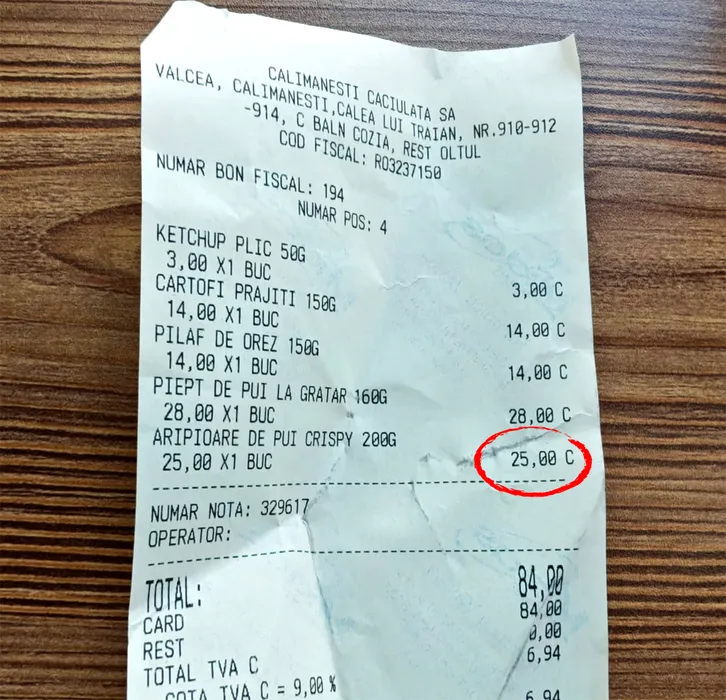 CALIMANESTI CACIULATA SA
VALCEA, CALIMANESTI,CALEA LUI TRAIAN, NR.910-912
-914, C BALN COZIA, REST OLTUL
COD FISCAL: RO3237150
NUMAR BON FISCAL: 194
NUMAR POS: 4
KETCHUP PLIC 50G
3,00 X1 BUC 3,00 C
CARTOFI PRAJITI 150G
14,00 X1 BUC 14,00 C
PILAF DE OREZ 150G
14,00 X1 BUC 14,00 C
PIEPT DE PUI LA GRATAR 160G
28,00 X1 BUC 28,00 C
ARIPIOARE DE PUI CRISPY 200G
25,00 X1 BUC 25,00 C
NUMAR NOTA: 329617
OPERATOR:
TOTAL: 84,00
CARD 84,00
REST 0,00
TOTAL TVA C 6,94
COTA TVA C = 9,00 % 6,94